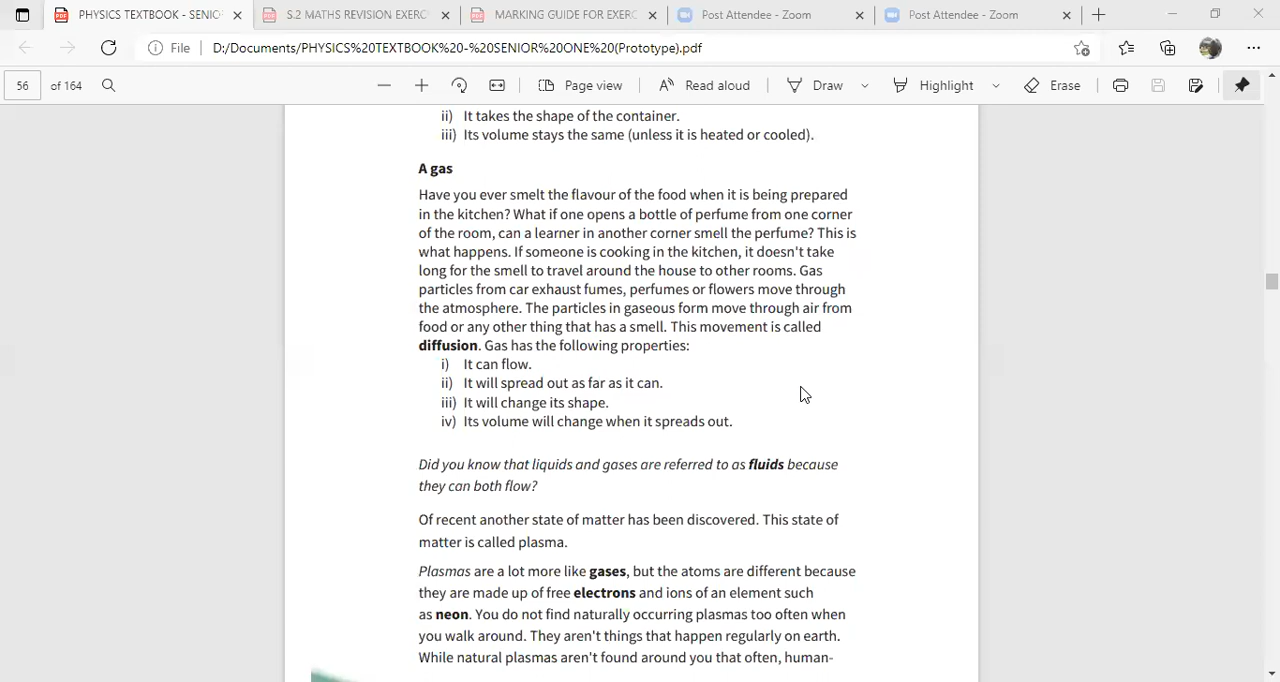 PHYSICS TEXTBOOK - SENIO
S.2 MATHS REVISION EXERC
MARKING GUIDE FOR EXERC
Post Attendee - Zoom
Post Attendee - Zoom
File D:/Documents/PHYSICS%20TEXTBOOK%20-%20SENIOR%20ONE%20(Prototype).pdf
56 of 164
Page view
Read aloud
Draw
Highlight
Erase
ii) It takes the shape of the container.
iii) Its volume stays the same (unless it is heated or cooled).
A gas
Have you ever smelt the flavour of the food when it is being prepared
in the kitchen? What if one opens a bottle of perfume from one corner
of the room, can a learner in another corner smell the perfume? This is
what happens. If someone is cooking in the kitchen, it doesn't take
long for the smell to travel around the house to other rooms. Gas
particles from car exhaust fumes, perfumes or flowers move through
the atmosphere. The particles in gaseous form move through air from
food or any other thing that has a smell. This movement is called
diffusion. Gas has the following properties:
i) It can flow.
ii) It will spread out as far as it can.
iii) It will change its shape.
iv) Its volume will change when it spreads out.
Did you know that liquids and gases are referred to as fluids because
they can both flow?
Of recent another state of matter has been discovered. This state of
matter is called plasma.
Plasmas are a lot more like gases, but the atoms are different because
they are made up of free electrons and ions of an element such
as neon. You do not find naturally occurring plasmas too often when
you walk around. They aren't things that happen regularly on earth.
While natural plasmas aren't found around you that often, human-